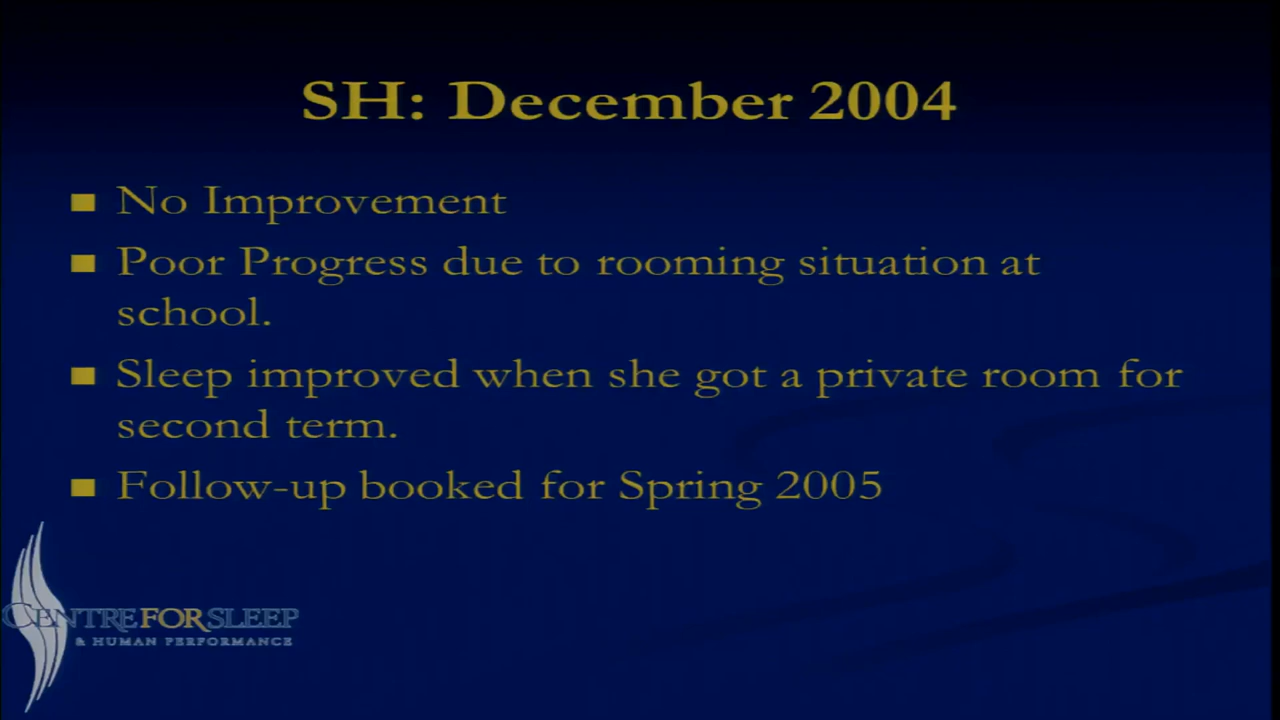 SH: December 2004
No Improvement
Poor Progress due to rooming situation at
school.
Sleep improved when she got a private room for
second term.
Follow-up booked for Spring 2005
CENTRE FOR SLEEP
& HUMAN PERFORMANCE